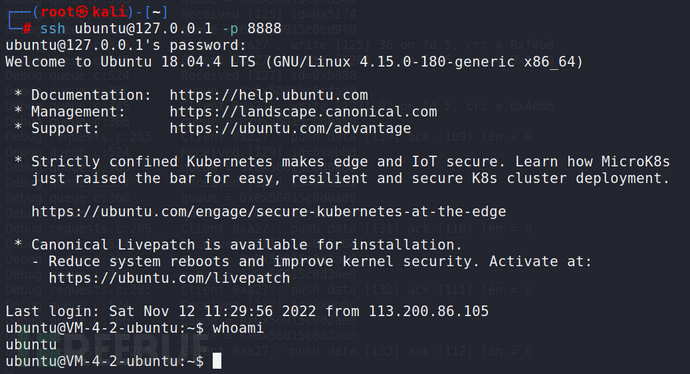 ┌──(root㉿kali)-[~]
└─# ssh ubuntu@127.0.0.1 -p 8888
ubuntu@127.0.0.1's password:
Welcome to Ubuntu 18.04.4 LTS (GNU/Linux 4.15.0-180-generic x86_64)
* Documentation:  https://help.ubuntu.com
* Management:     https://landscape.canonical.com
* Support:        https://ubuntu.com/advantage
* Strictly confined Kubernetes makes edge and IoT secure. Learn how MicroK8s
just raised the bar for easy, resilient and secure K8s cluster deployment.
https://ubuntu.com/engage/secure-kubernetes-at-the-edge
* Canonical Livepatch is available for installation.
- Reduce system reboots and improve kernel security. Activate at:
https://ubuntu.com/livepatch
Last login: Sat Nov 12 11:29:56 2022 from 113.200.86.105
ubuntu@VM-4-2-ubuntu:~$ whoami
ubuntu
ubuntu@VM-4-2-ubuntu:~$